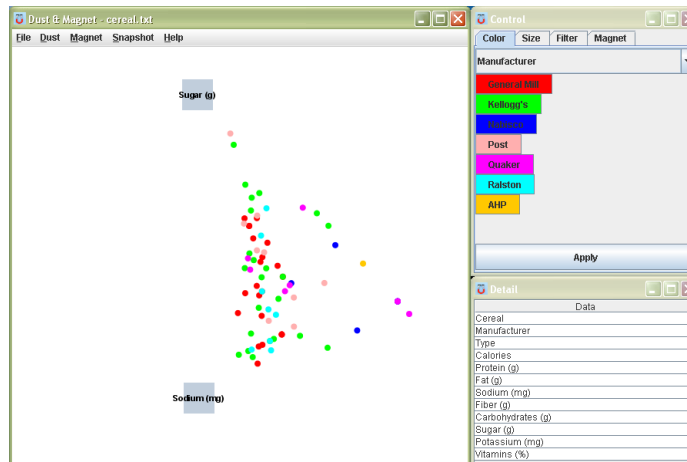 Dust & Magnet - cereal.txt
File Dust Magnet Snapshot Help
Sugar (g)
Sodium (mg)
Control
Color Size Filter Magnet
Manufacturer
General Mill
Kellogg's
Nabisco
Post
Quaker
Ralston
AHP
Apply
Detail
Data
Cereal
Manufacturer
Type
Calories
Protein (g)
Fat (g)
Sodium (mg)
Fiber (g)
Carbohydrates (g)
Sugar (g)
Potassium (mg)
Vitamins (%)